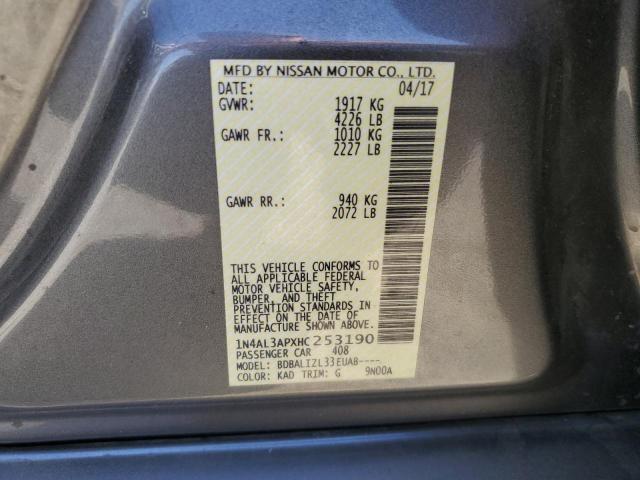 MFD BY NISSAN MOTOR CO., LTD.
DATE: 04/17
GVWR: 1917 KG
4226 LB
GAWR FR.: 1010 KG
2227 LB
GAWR RR.: 940 KG
2072 LB
THIS VEHICLE CONFORMS TO
ALL APPLICABLE FEDERAL
MOTOR VEHICLE SAFETY,
BUMPER, AND THEFT
PREVENTION STANDARDS IN
EFFECT ON THE DATE OF
MANUFACTURE SHOWN ABOVE.
1N4AL3APXHC253190
PASSENGER CAR 408
MODEL: BDBALIZL33EUAB----
COLOR: KAD TRIM: G 9N00A